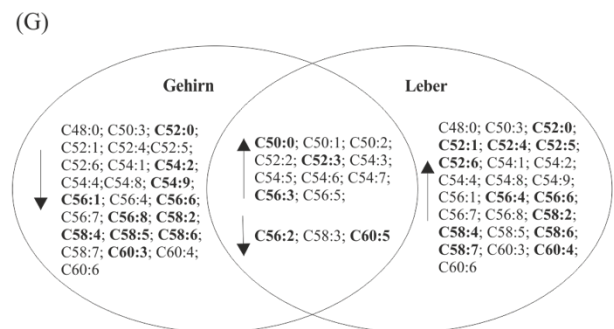 (G)
Gehirn
C48:0; C50:3; C52:0;
C52:1; C52:4;C52:5;
C52:6; C54:1; C54:2;
C54:4;C54:8; C54:9;
C56:1; C56:4; C56:6;
C56:7; C56:8; C58:2;
C58:4; C58:5; C58:6;
C58:7; C60:3; C60:4;
C60:6
C50:0; C50:1; C50:2;
C52:2; C52:3; C54:3;
C54:5; C54:6; C54:7;
C56:3; C56:5;
C56:2; C58:3; C60:5
Leber
C48:0; C50:3; C52:0;
C52:1; C52:4; C52:5;
C52:6; C54:1; C54:2;
C54:4; C54:8; C54:9;
C56:1; C56:4; C56:6;
C56:7; C56:8; C58:2;
C58:4; C58:5; C58:6;
C58:7; C60:3; C60:4;
C60:6